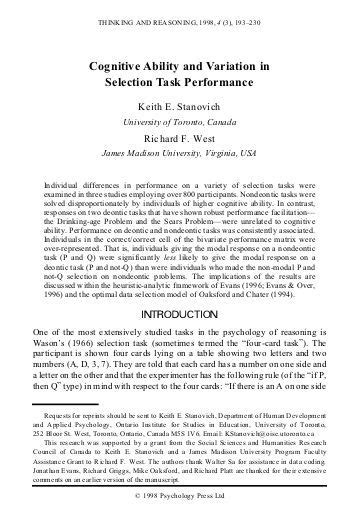 THINKING AND REASONING, 1998, 4 (3), 193–230
Cognitive Ability and Variation in
Selection Task Performance
Keith E. Stanovich
University of Toronto, Canada
Richard F. West
James Madison University, Virginia, USA
Individual differences in performance on a variety of selection tasks were
examined in three studies employing over 800 participants. Nondeontic tasks were
solved disproportionately by individuals of higher cognitive ability. In contrast,
responses on two deontic tasks that have shown robust performance facilitation—
the Drinking-age Problem and the Sears Problem—were unrelated to cognitive
ability. Performance on deontic and nondeontic tasks was consistently associated.
Individuals in the correct/correct cell of the bivariate performance matrix were
over-represented. That is, individuals giving the modal response on a nondeontic
task (P and Q) were significantly less likely to give the modal response on a
deontic task (P and not-Q) than were individuals who made the non-modal P and
not-Q selection on nondeontic problems. The implications of the results are
discussed within the heuristic-analytic framework of Evans (1996; Evans & Over,
1996) and the optimal data selection model of Oaksford and Chater (1994).
INTRODUCTION
One of the most extensively studied tasks in the psychology of reasoning is
Wason's (1966) selection task (sometimes termed the “four-card task”). The
participant is shown four cards lying on a table showing two letters and two
numbers (A, D, 3, 7). They are told that each card has a number on one side and
a letter on the other and that the experimenter has the following rule (of the “if P,
then Q” type) in mind with respect to the four cards: “If there is an A on one side
Requests for reprints should be sent to Keith E. Stanovich, Department of Human Development
and Applied Psychology, Ontario Institute for Studies in Education, University of Toronto,
252 Bloor St. West, Toronto, Ontario, Canada M5S 1V6. Email: KStanovich@oise.utoronto.ca
This research was supported by a grant from the Social Sciences and Humanities Research
Council of Canada to Keith E. Stanovich and a James Madison University Program Faculty
Assistance Grant to Richard F. West. The authors thank Walter Sa for assistance in data coding.
Jonathan Evans, Richard Griggs, Mike Oaksford, and Richard Platt are thanked for their extensive
comments on an earlier version of the manuscript.
© 1998 Psychology Press Ltd